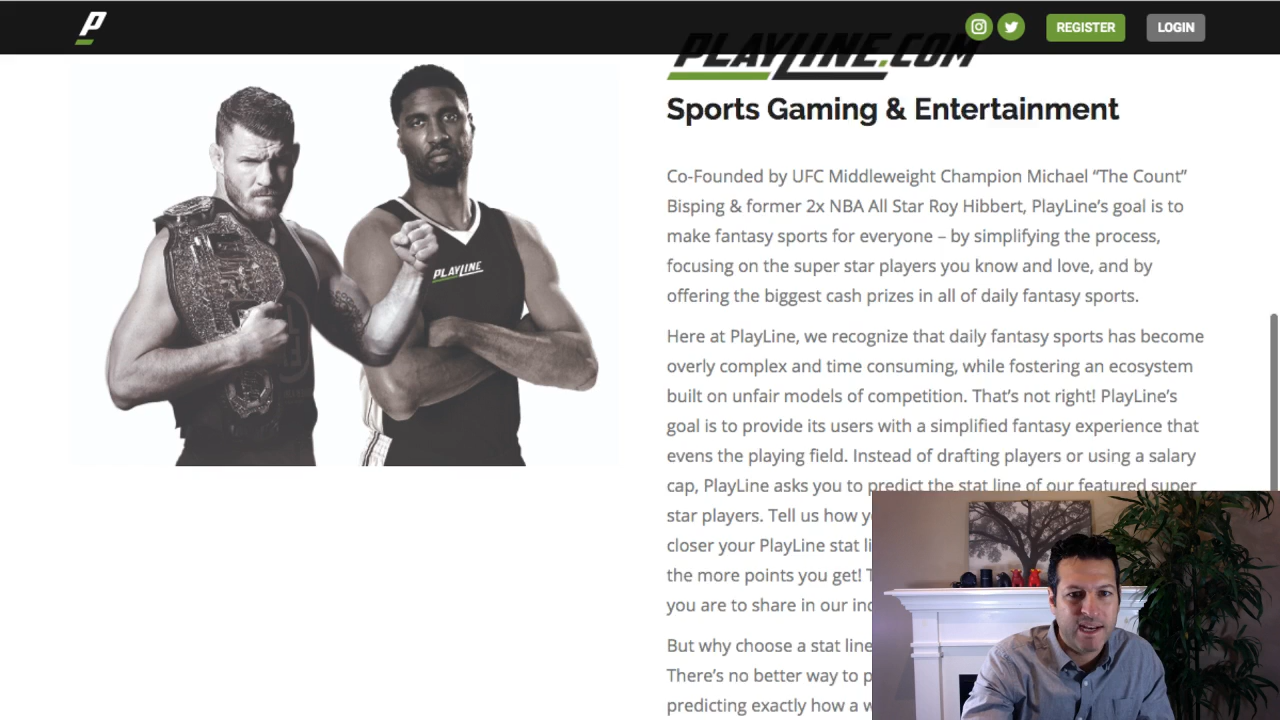 P
REGISTER
LOGIN
PLAYLINE.COM
Sports Gaming & Entertainment
Co-Founded by UFC Middleweight Champion Michael “The Count”
Bisping & former 2x NBA All Star Roy Hibbert, PlayLine’s goal is to
make fantasy sports for everyone – by simplifying the process,
focusing on the super star players you know and love, and by
offering the biggest cash prizes in all of daily fantasy sports.
Here at PlayLine, we recognize that daily fantasy sports has become
overly complex and time consuming, while fostering an ecosystem
built on unfair models of competition. That’s not right! PlayLine’s
goal is to provide its users with a simplified fantasy experience that
evens the playing field. Instead of drafting players or using a salary
cap, PlayLine asks you to predict the stat line of our featured super
star players. Tell us how
closer your PlayLine stat
the more points you get!
you are to share in our
But why choose a stat line
There’s no better way to
predicting exactly how a
PLAYLINE